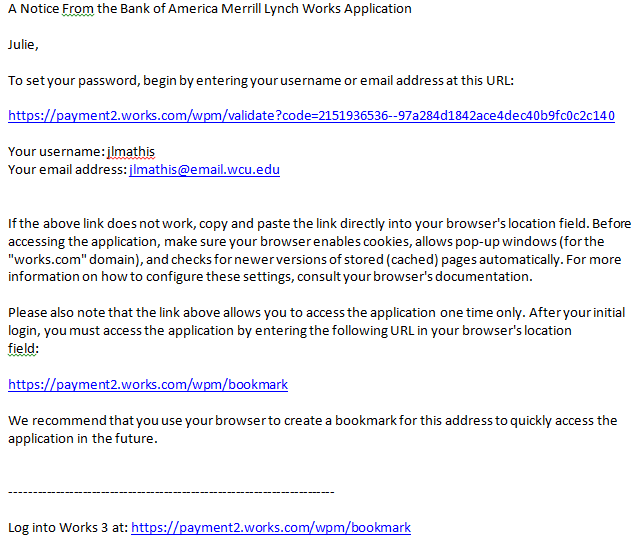 A Notice From the Bank of America Merrill Lynch Works Application
Julie,
To set your password, begin by entering your username or email address at this URL:
https://payment2.works.com/wpm/validate?code=2151936536--97a284d1842ace4dec40b9fc0c2c140
Your username: jlmathis
Your email address: jlmathis@email.wcu.edu
If the above link does not work, copy and paste the link directly into your browser's location field. Before
accessing the application, make sure your browser enables cookies, allows pop-up windows (for the
"works.com" domain), and checks for newer versions of stored (cached) pages automatically. For more
information on how to configure these settings, consult your browser's documentation.
Please also note that the link above allows you to access the application one time only. After your initial
login, you must access the application by entering the following URL in your browser's location
field:
https://payment2.works.com/wpm/bookmark
We recommend that you use your browser to create a bookmark for this address to quickly access the
application in the future.
--------------------------------------------------------------------
Log into Works 3 at: https://payment2.works.com/wpm/bookmark